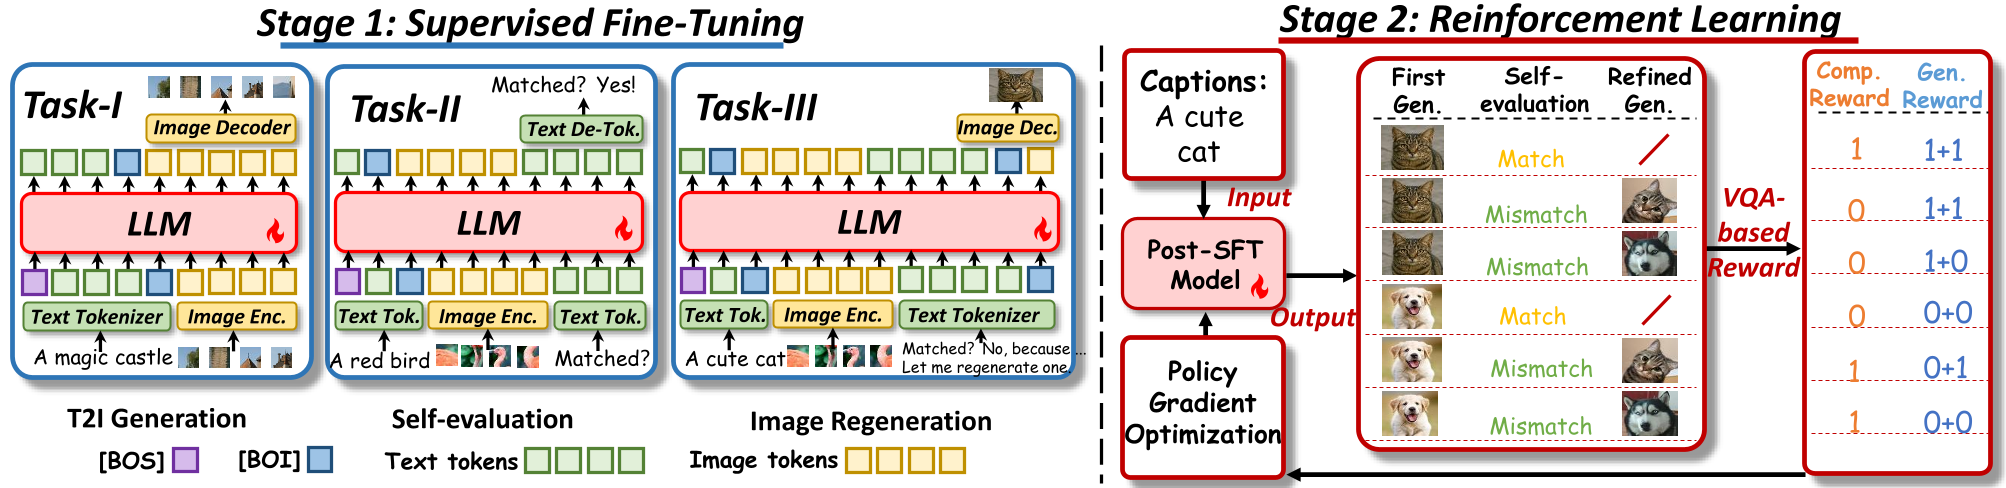 Stage 1: Supervised Fine-Tuning
Task-I
Image Decoder
LLM
Text Tokenizer
Image Enc.
A magic castle
T2I Generation
Task-II
Matched? Yes!
Text De-Tok.
LLM
Text Tok.
Image Enc.
Text Tok.
A red bird
Matched?
Self-evaluation
Task-III
Image Dec.
LLM
Text Tok.
Image Enc.
Text Tokenizer
A cute cat
Matched? No, because ...
Let me regenerate one.
Image Regeneration
[BOS]
[BOI]
Text tokens
Image tokens
Stage 2: Reinforcement Learning
Captions:
A cute
cat
Input
Post-SFT
Model
Output
Policy
Gradient
Optimization
First
Gen.
Self-
evaluation
Refined
Gen.
Match
Mismatch
Mismatch
Match
Mismatch
Mismatch
VQA-
based
Reward
Comp.
Reward
Gen.
Reward
1 1+1
0 1+1
0 1+0
0 0+0
1 0+1
1 0+0